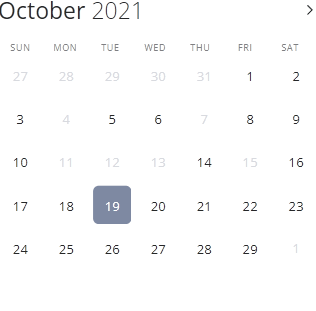 October 2021
SUN MON TUE WED THU FRI SAT
27 28 29 30 31 1 2
3 4 5 6 7 8 9
10 11 12 13 14 15 16
17 18 19 20 21 22 23
24 25 26 27 28 29 1